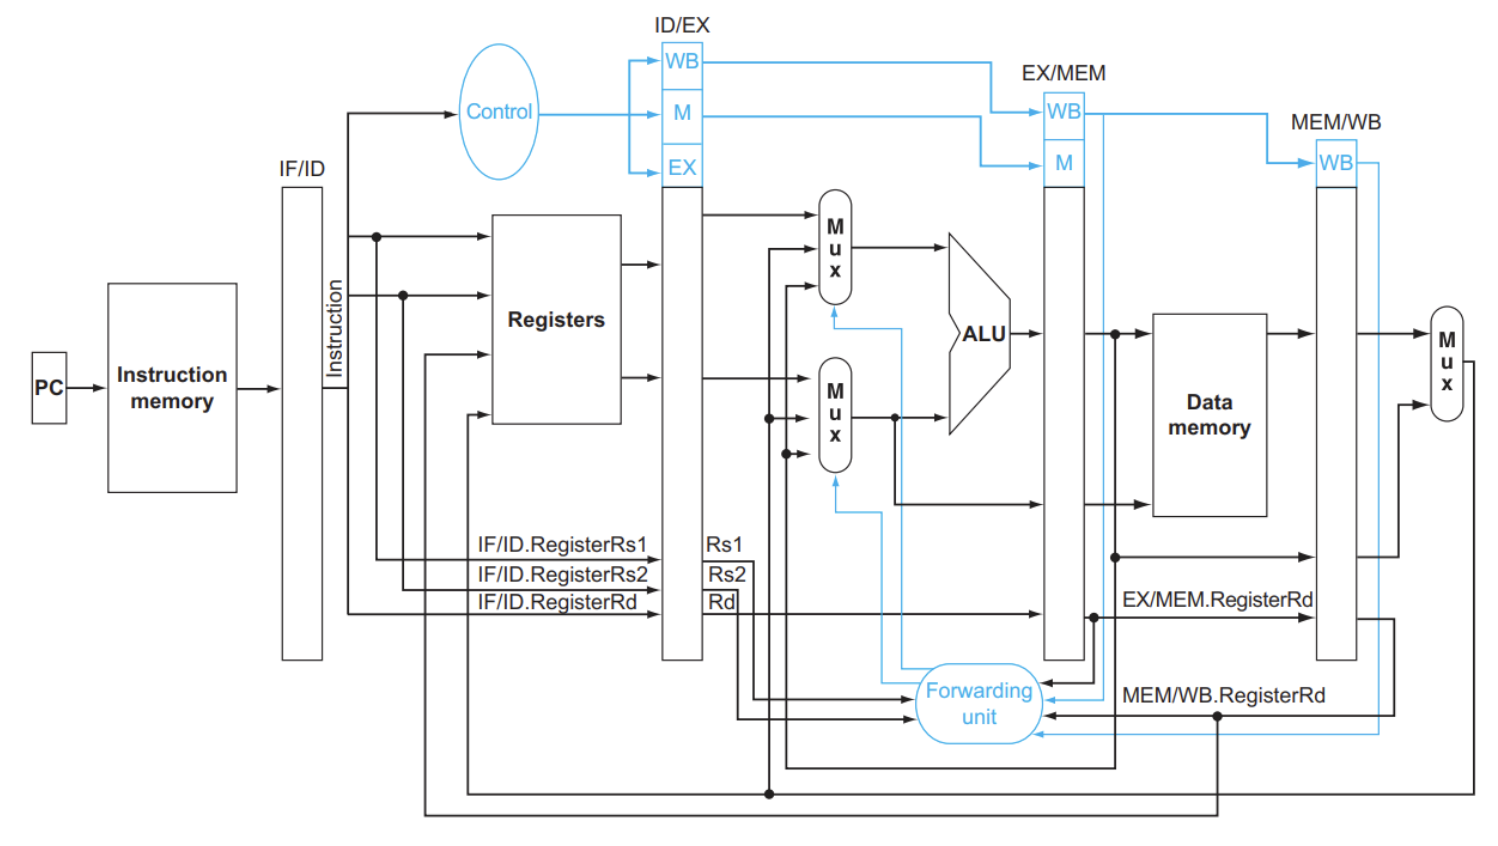 ID/EX
WB
EX/MEM
Control
M
WB
MEM/WB
IF/ID
EX
M
WB
M
u
x
Instruction
Registers
ALU
M
u
x
PC
Instruction
memory
M
u
x
Data
memory
IF/ID.RegisterRs1
Rs1
IF/ID.RegisterRs2
Rs2
IF/ID.RegisterRd
Rd
EX/MEM.RegisterRd
Forwarding
unit
MEM/WB.RegisterRd